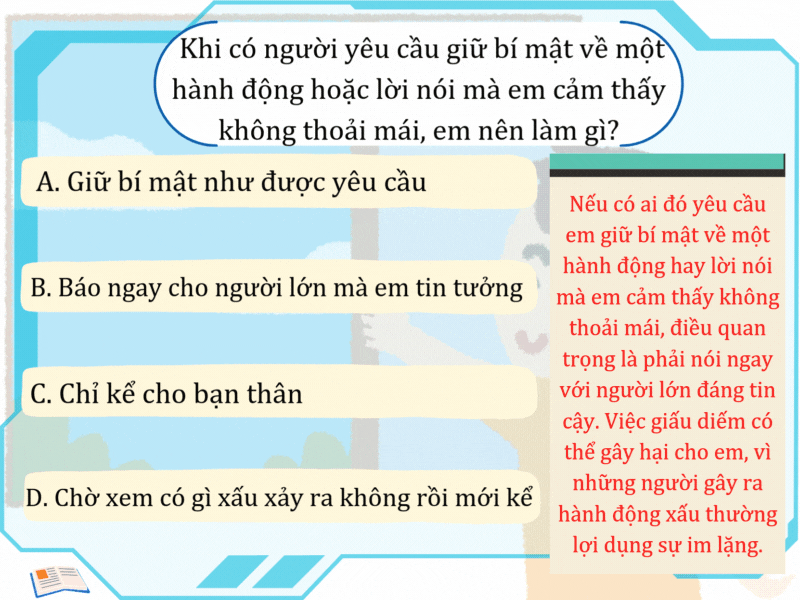 Khi có người yêu cầu giữ bí mật về một
hành động hoặc lời nói mà em cảm thấy
không thoải mái, em nên làm gì?
A. Giữ bí mật như được yêu cầu
B. Báo ngay cho người lớn mà em tin tưởng
C. Chỉ kể cho bạn thân
D. Chờ xem có gì xấu xảy ra không rồi mới kể
Nếu có ai đó yêu cầu
em giữ bí mật về một
hành động hay lời nói
mà em cảm thấy không
thoải mái, điều quan
trọng là phải nói ngay
với người lớn đáng tin
cậy. Việc giấu diếm có
thể gây hại cho em, vì
những người gây ra
hành động xấu thường
lợi dụng sự im lặng.